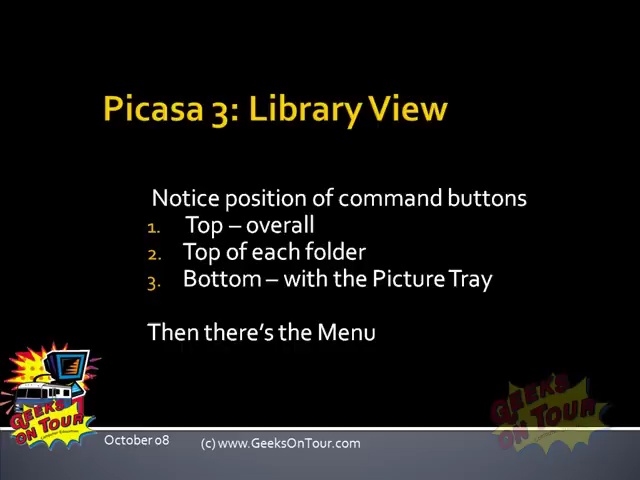 Picasa 3: Library View
Notice position of command buttons
1. Top – overall
2. Top of each folder
3. Bottom – with the Picture Tray
Then there's the Menu
GEEKS
ON TOUR
October 08
(c) www.GeeksOnTour.com
GEEKS
ON TOUR